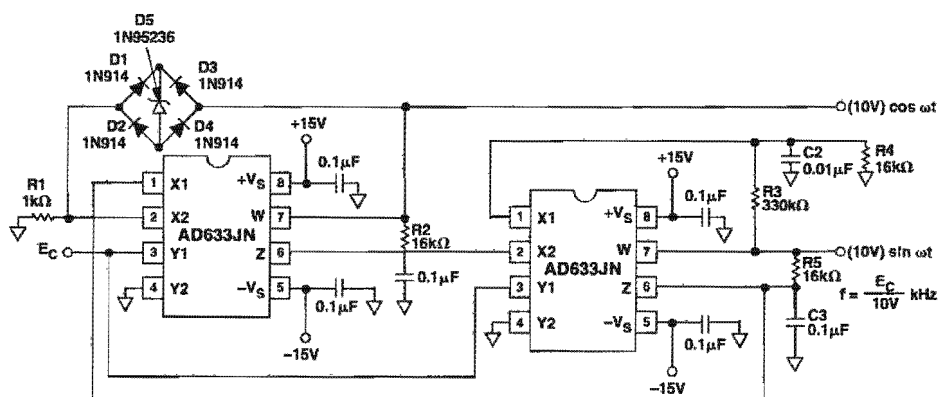 D5
1N95236
D1
1N914
D3
1N914
D2
1N914
D4
1N914
(10V) cos ωt
+15V
0.1µF
R1
1kΩ
EC
1 X1
2 X2
3 Y1
4 Y2
+VS 8
W 7
Z 6
–VS 5
AD633JN
R2
16kΩ
0.1µF
0.1µF
–15V
+15V
0.1µF
C2
0.01µF
R4
16kΩ
R3
330kΩ
1 X1
2 X2
3 Y1
4 Y2
+VS 8
W 7
Z 6
–VS 5
AD633JN
(10V) sin ωt
R5
16kΩ
f = EC/10V kHz
C3
0.1µF
0.1µF
–15V